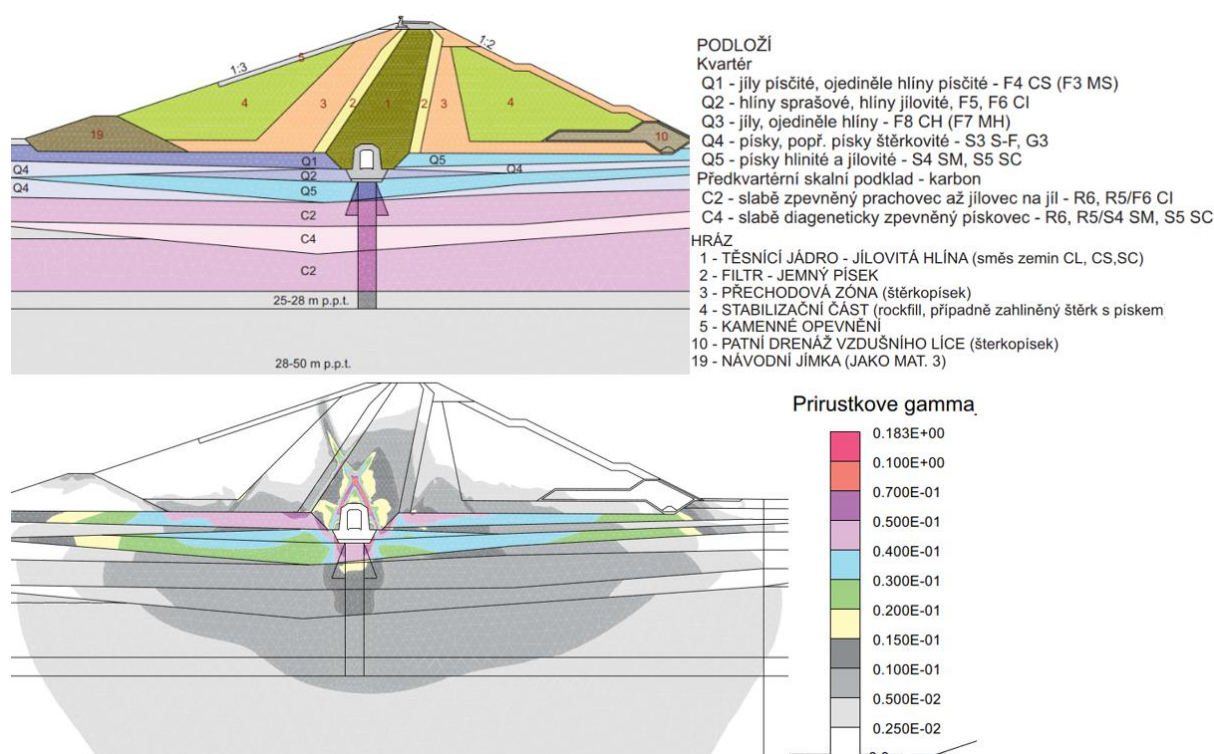 1:3
5
1:2
4
3
2
1
2
3
4
19
10
Q1
Q5
Q4
Q2
Q4
Q4
Q5
C2
C4
C2
25-28 m p.p.t.
28-50 m p.p.t.
PODLOŽÍ
Kvartér
Q1 - jíly písčité, ojediněle hlíny písčité - F4 CS (F3 MS)
Q2 - hlíny sprašové, hlíny jílovité, F5, F6 CI
Q3 - jíly, ojediněle hlíny - F8 CH (F7 MH)
Q4 - písky, popř. písky štěrkovité - S3 S-F, G3
Q5 - písky hlinité a jílovité - S4 SM, S5 SC
Předkvartérní skalní podklad - karbon
C2 - slabě zpevněný prachovec až jílovec na jíl - R6, R5/F6 CI
C4 - slabě diageneticky zpevněný pískovec - R6, R5/S4 SM, S5 SC
HRÁZ
1 - TĚSNÍCÍ JÁDRO - JÍLOVITÁ HLÍNA (směs zemin CL, CS,SC)
2 - FILTR - JEMNÝ PÍSEK
3 - PŘECHODOVÁ ZÓNA (štěrkopísek)
4 - STABILIZAČNÍ ČÁST (rockfill, případně zahliněný štěrk s pískem
5 - KAMENNÉ OPEVNĚNÍ
10 - PATNÍ DRENÁŽ VZDUŠNÍHO LÍCE (šterkopísek)
19 - NÁVODNÍ JÍMKA (JAKO MAT. 3)
Prirustkove gamma
0.183E+00
0.100E+00
0.700E-01
0.500E-01
0.400E-01
0.300E-01
0.200E-01
0.150E-01
0.100E-01
0.500E-02
0.250E-02